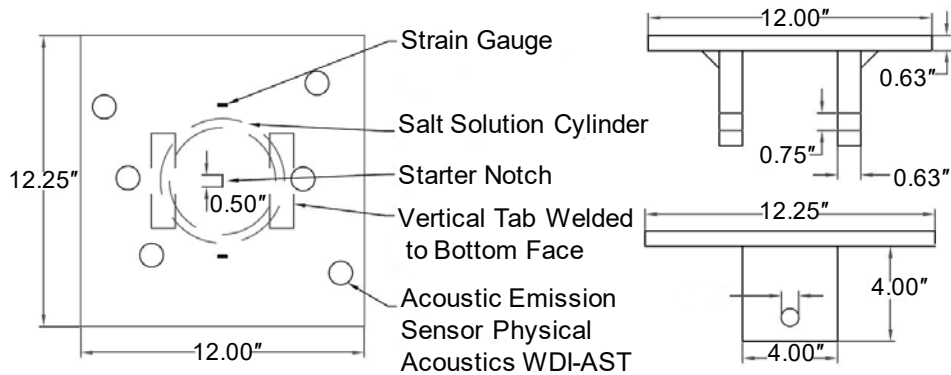 Strain Gauge
Salt Solution Cylinder
Starter Notch
Vertical Tab Welded
to Bottom Face
Acoustic Emission
Sensor Physical
Acoustics WDI-AST
12.25"
0.50"
12.00"
12.00"
0.63"
0.75"
0.63"
12.25"
4.00"
4.00"